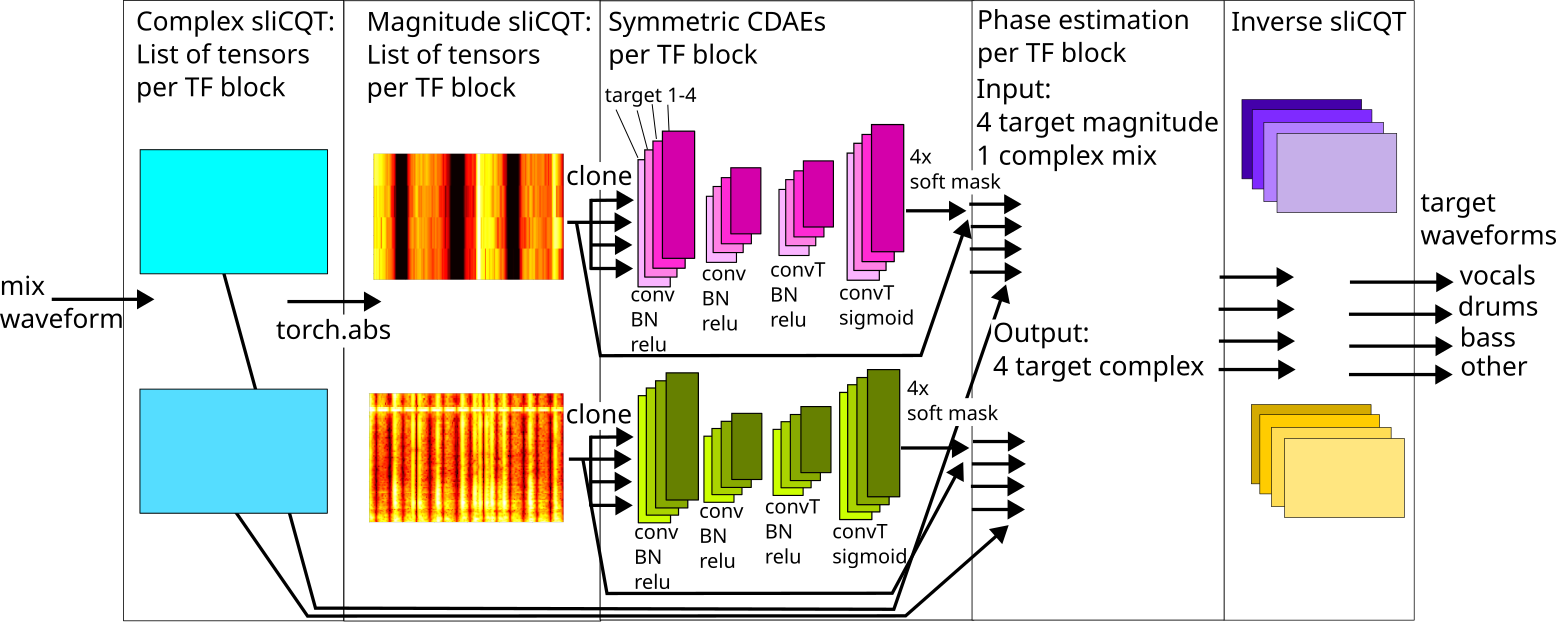 Complex sliCQT:
List of tensors
per TF block
Magnitude sliCQT:
List of tensors
per TF block
Symmetric CDAEs
per TF block
Phase estimation
per TF block
Input:
4 target magnitude
1 complex mix
Inverse sliCQT
target 1-4
clone
4x
soft mask
conv
BN
relu
conv
BN
relu
convT
BN
relu
convT
sigmoid
mix
waveform
torch.abs
Output:
4 target complex
target
waveforms
vocals
drums
bass
other
clone
4x
soft mask
conv
BN
relu
conv
BN
relu
convT
BN
relu
convT
sigmoid